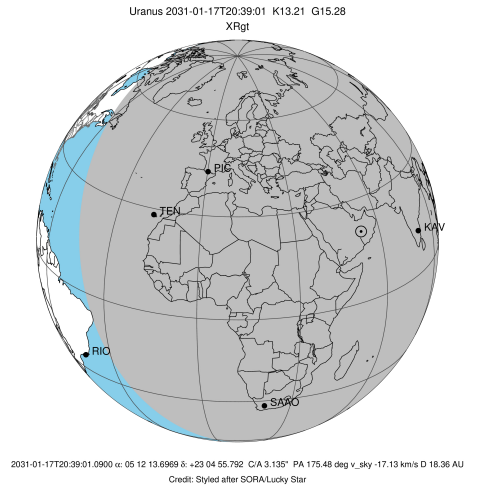 Uranus 2031-01-17T20:39:01 K13.21 G15.28
XRgt
PIC
TEN
KAV
RIO
SAAO
2031-01-17T20:39:01.0900 α: 05 12 13.6969 δ: +23 04 55.792 C/A 3.135" PA 175.48 deg v_sky -17.13 km/s D 18.36 AU
Credit: Styled after SORA/Lucky Star